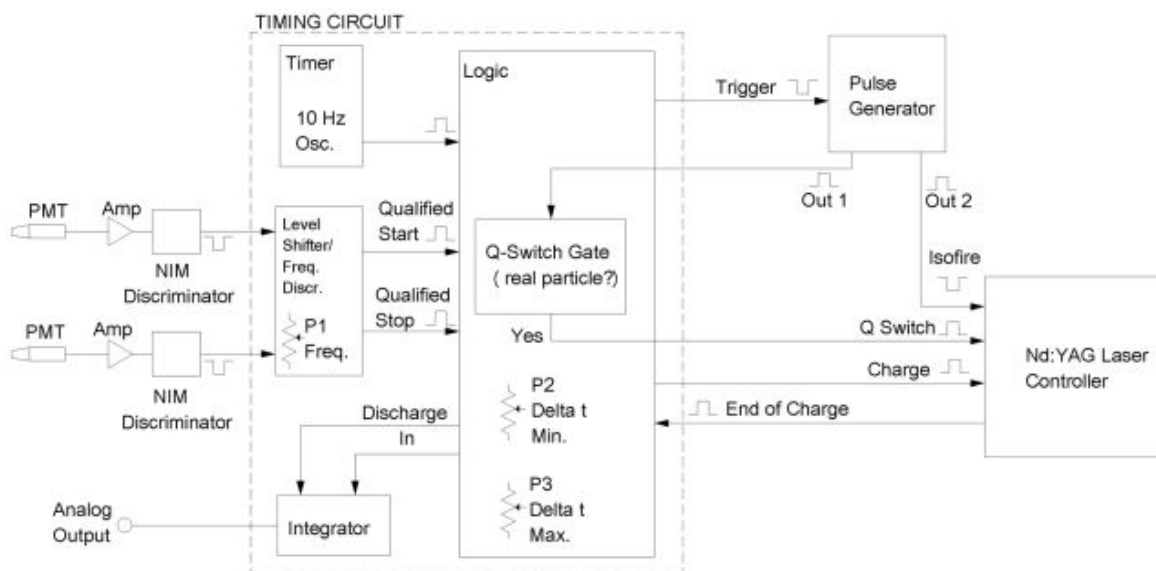 TIMING CIRCUIT
Timer
10 Hz
Osc.
Logic
Trigger
Pulse
Generator
Out 1
Out 2
PMT
Amp
NIM
Discriminator
Level
Shifter/
Freq.
Discr.
P1
Freq.
Qualified
Start
Qualified
Stop
Q-Switch Gate
( real particle?)
Yes
Isofire
Q Switch
Charge
End of Charge
Nd:YAG Laser
Controller
PMT
Amp
NIM
Discriminator
P2
Delta t
Min.
P3
Delta t
Max.
Discharge
In
Integrator
Analog
Output